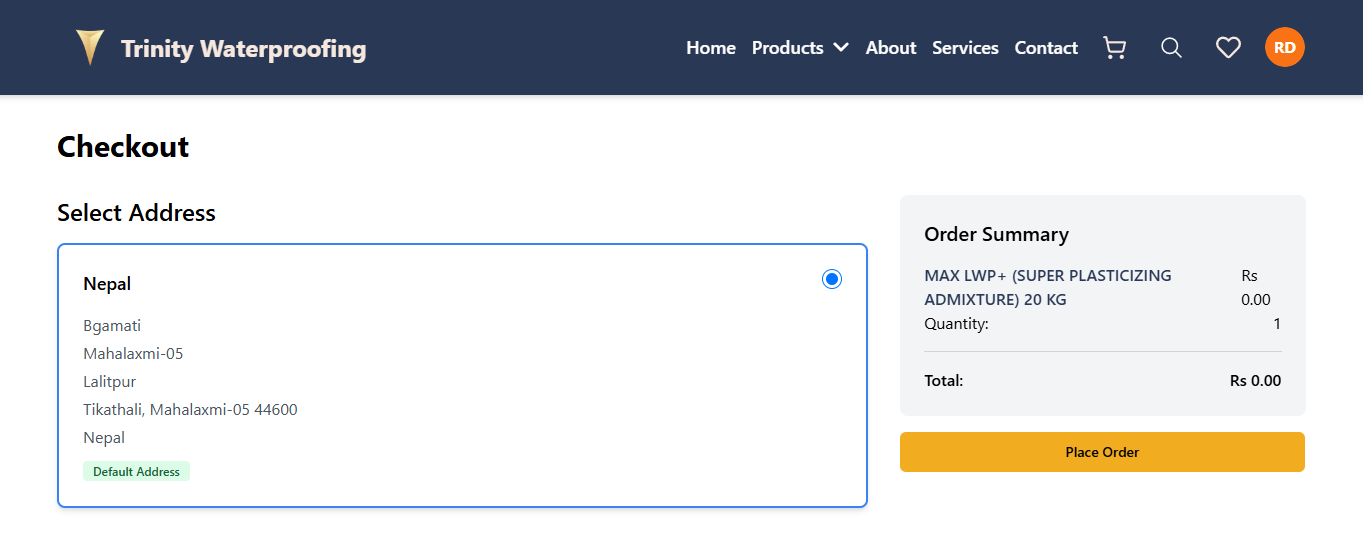 Trinity Waterproofing
Home Products About Services Contact RD
Checkout
Select Address
Nepal
Bgamati
Mahalaxmi-05
Lalitpur
Tikathali, Mahalaxmi-05 44600
Nepal
Default Address
Order Summary
MAX LWP+ (SUPER PLASTICIZING Rs
ADMIXTURE) 20 KG 0.00
Quantity: 1
Total: Rs 0.00
Place Order